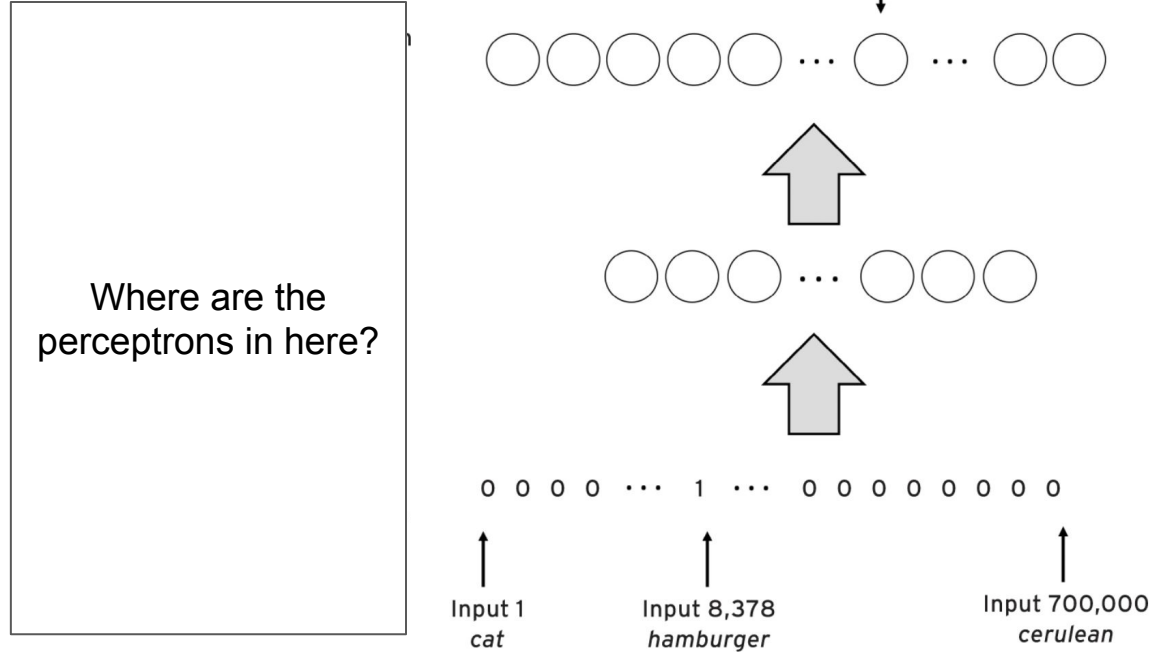 Where are the
perceptrons in here?
0 0 0 0 ... 1 ... 0 0 0 0 0 0 0 0
Input 1
cat
Input 8,378
hamburger
Input 700,000
cerulean